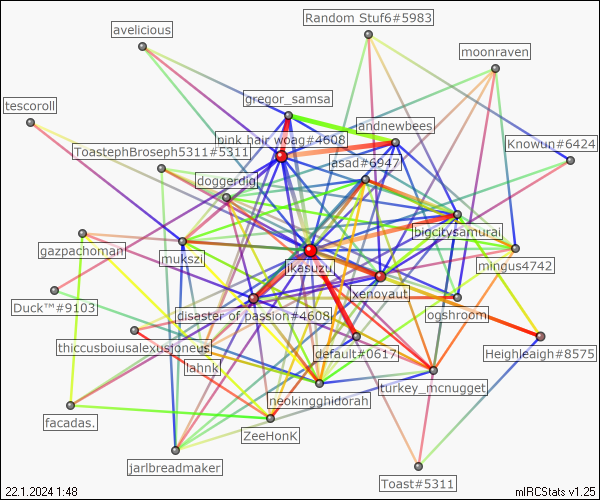 Random Stuf6#5983
avelicious
moonraven
gregor_samsa
tescoroll
andnewbees
pink hair woag#4608
Knowun#6424
ToastephBroseph5311#5311
asad#6947
doggerdig
bigcitysamurai
gazpachoman
mukszi
likasuzu
mingus4742
xenoyaut
Duck™#9103
disaster of passion#4608
ogshroom
thiccusboiusalexusjoneus
default#0617
Heighleaigh#8575
lahnk
turkey_mcnugget
neokingghidorah
facadas.
ZeeHonK
jarlbreadmaker
Toast#5311
22.1.2024 1:48
mIRCStats v1.25